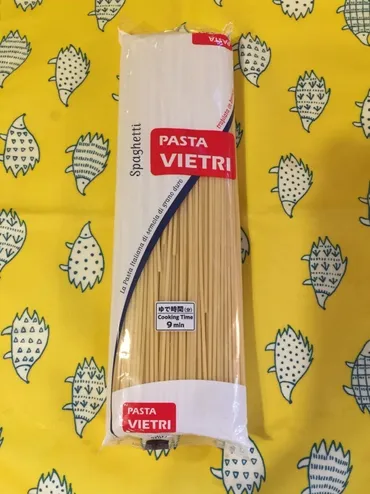 PASTA
Spaghetti
PASTA
VIETRI
La Pasta Italiana di semola di grano duro
ゆで時間(分)
Cooking Time
9 min
PASTA
VIETRI